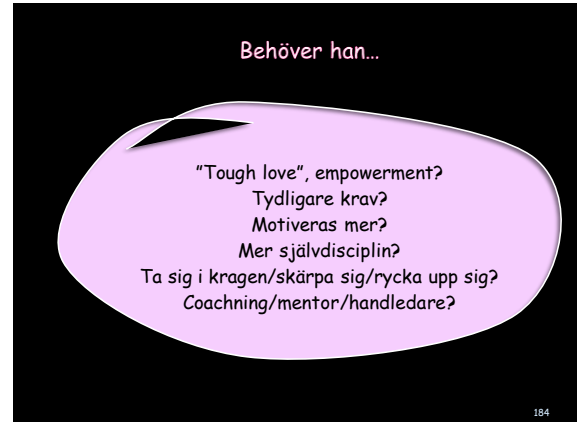 Behöver han…
”Tough love”, empowerment?
Tydligare krav?
Motiveras mer?
Mer självdisciplin?
Ta sig i kragen/skärpa sig/rycka upp sig?
Coachning/mentor/handledare?
184